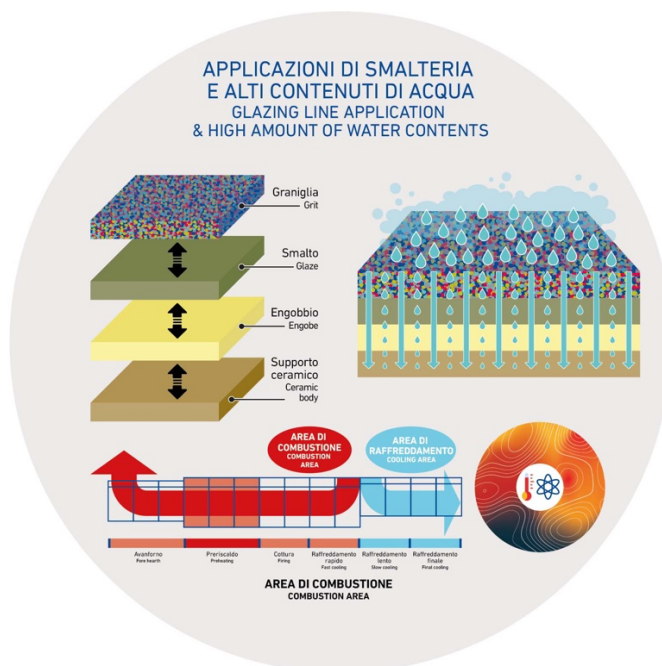 APPLICAZIONI DI SMALTERIA
E ALTI CONTENUTI DI ACQUA
GLAZING LINE APPLICATION
& HIGH AMOUNT OF WATER CONTENTS
Graniglia
Grit
Smalto
Glaze
Engobbio
Engobe
Supporto
ceramico
Ceramic
body
AREA DI
COMBUSTIONE
COMBUSTION
AREA
AREA DI
RAFFREDDAMENTO
COOLING AREA
Avanforno
Fore hearth
Preriscaldo
Preheating
Cottura
Firing
Raffreddamento
rapido
Fast cooling
Raffreddamento
lento
Slow cooling
Raffreddamento
finale
Final cooling
AREA DI COMBUSTIONE
COMBUSTION AREA